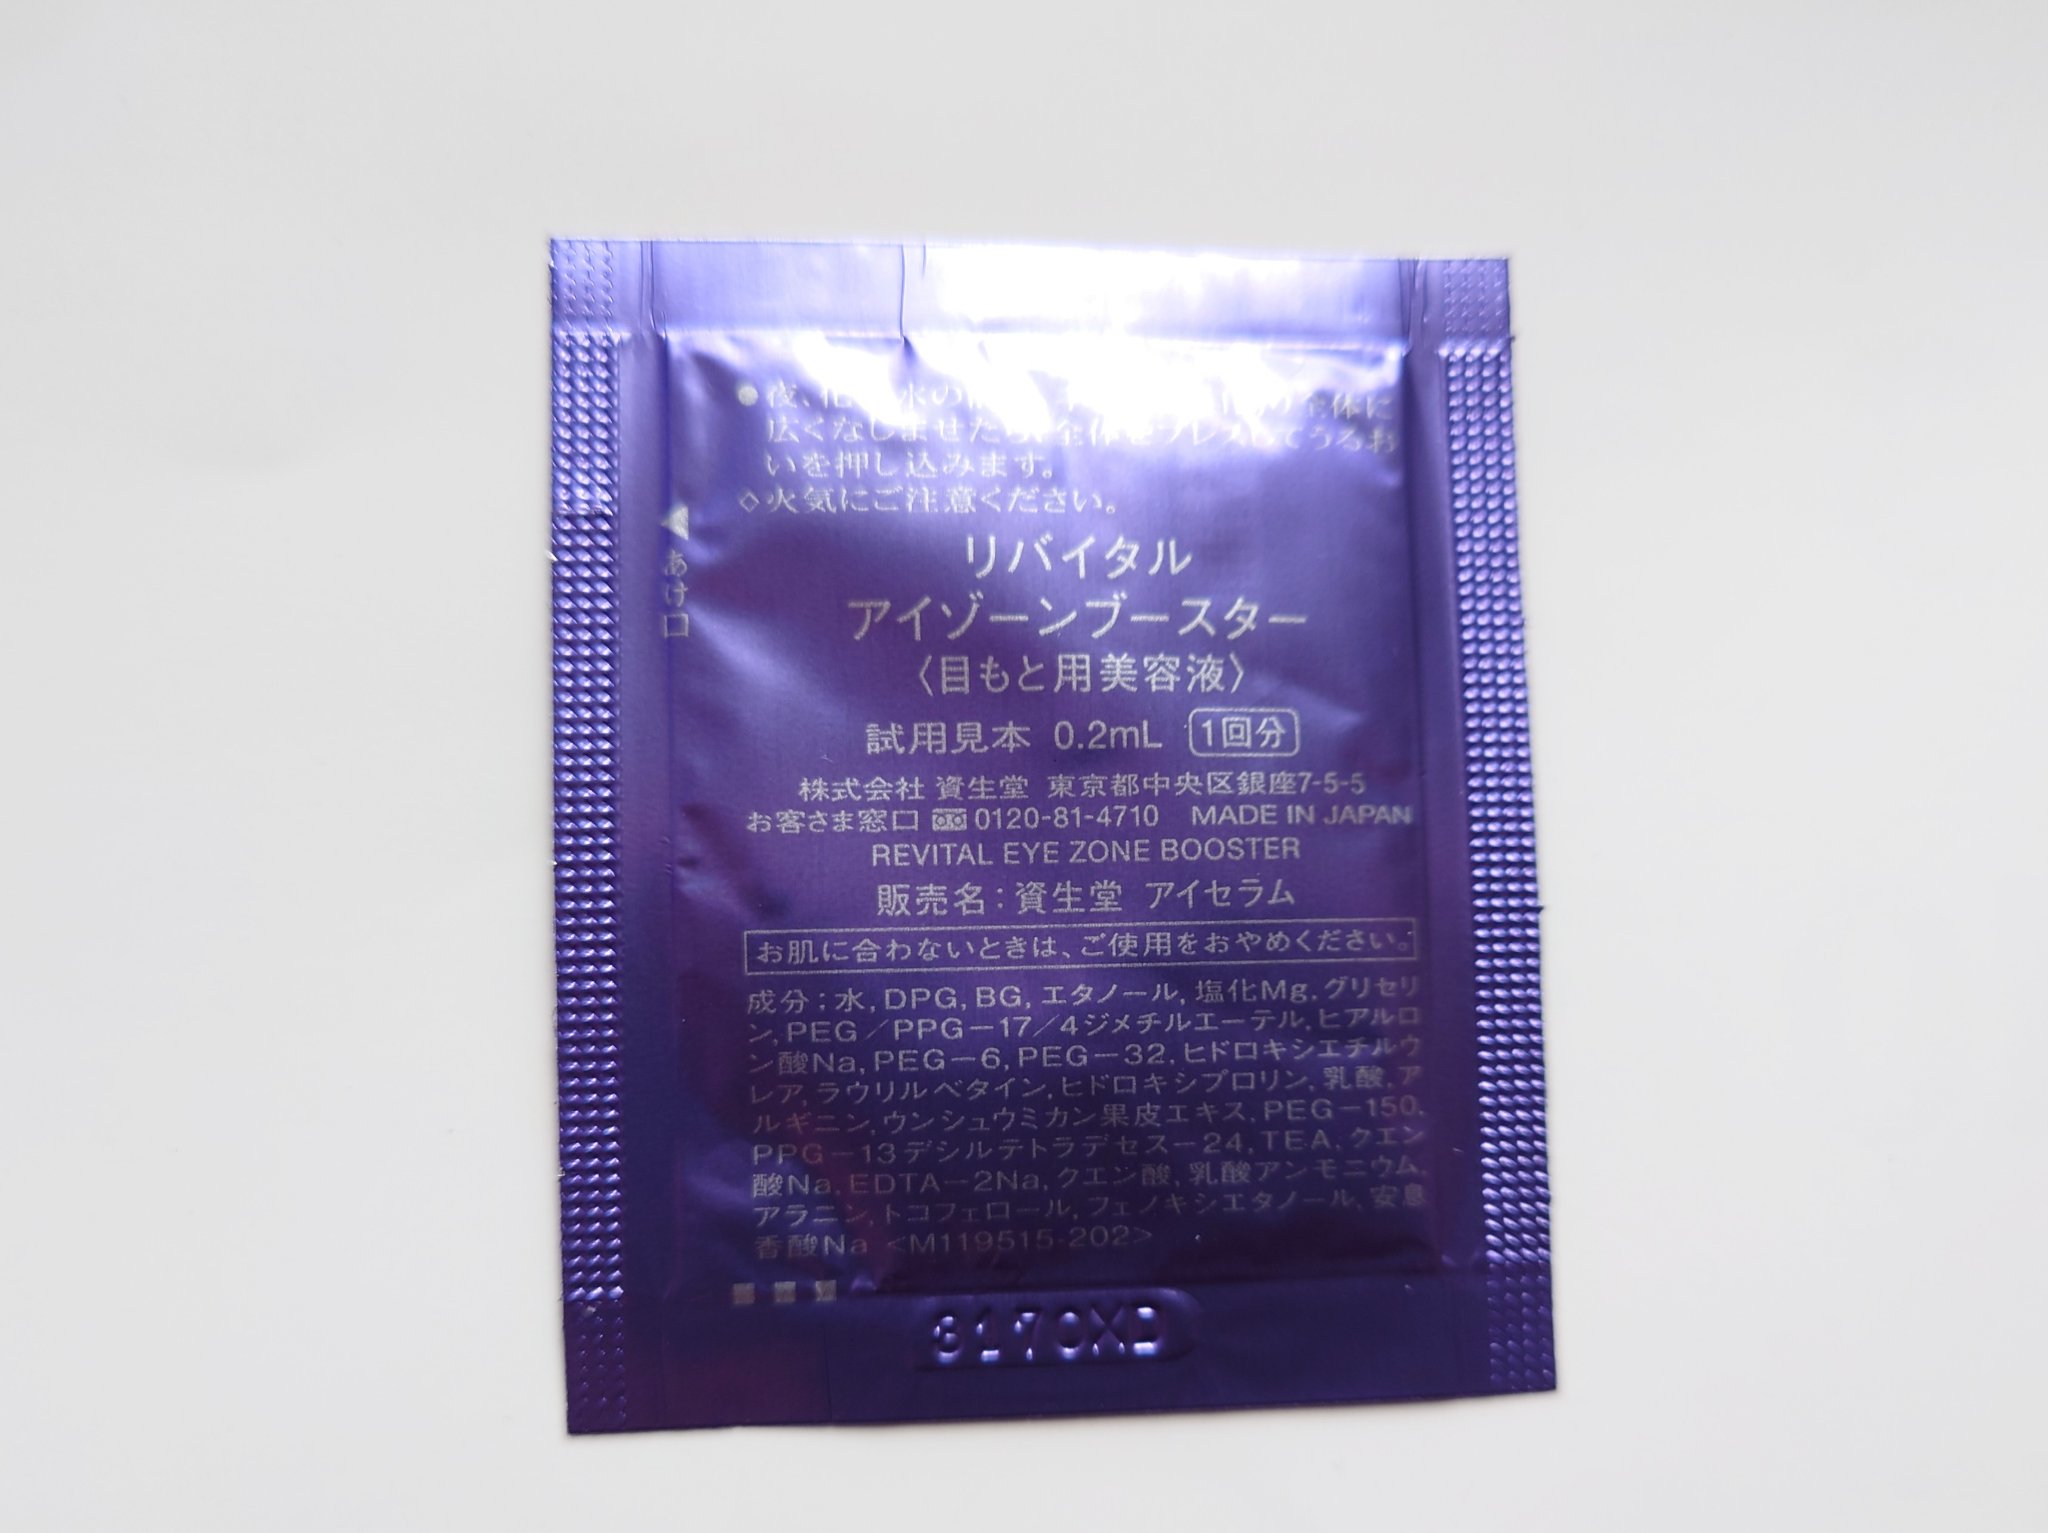 ●夜、化 水の 全体に
広くなじませたら、全体をプレスしてうるお
いを押し込みます。
◇火気にご注意ください。
◀あけ口
リバイタル
アイゾーンブースター
〈目もと用美容液〉
試用見本 0.2mL 1回分
株式会社 資生堂 東京都中央区銀座7-5-5
お客さま窓口 0120-81-4710 MADE IN JAPAN
REVITAL EYE ZONE BOOSTER
販売名：資生堂 アイセラム
お肌に合わないときは、ご使用をおやめください。
成分；水,DPG,BG,エタノール,塩化Mg,グリセリ
ン,PEG／PPG－17／4ジメチルエーテル,ヒアルロ
ン酸Na,PEG－6,PEG－32,ヒドロキシエチルウ
レア,ラウリルベタイン,ヒドロキシプロリン,乳酸,ア
ルギニン,ウンシュウミカン果皮エキス,PEG－150,
PPG－13デシルテトラデセス－24,TEA,クエン
酸Na,EDTA－2Na,クエン酸,乳酸アンモニウム,
アラニン,トコフェロール,フェノキシエタノール,安息
香酸Na <M119515-202>
3170XD